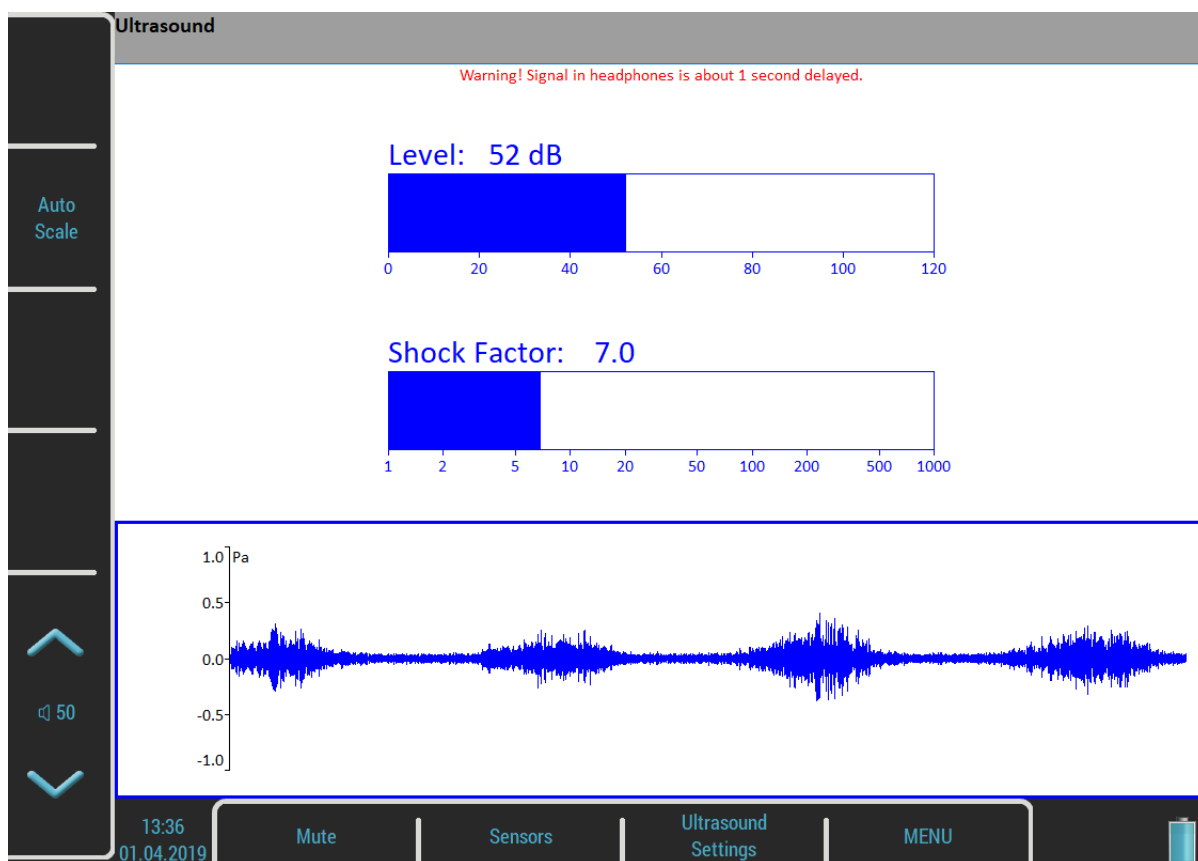 Ultrasound
Warning! Signal in headphones is about 1 second delayed.
Auto
Scale
Level: 52 dB
0 20 40 60 80 100 120
Shock Factor: 7.0
1 2 5 10 20 50 100 200 500 1000
1.0 Pa
0.5
0.0
-0.5
-1.0
50
13:36
01.04.2019
Mute
Sensors
Ultrasound
Settings
MENU